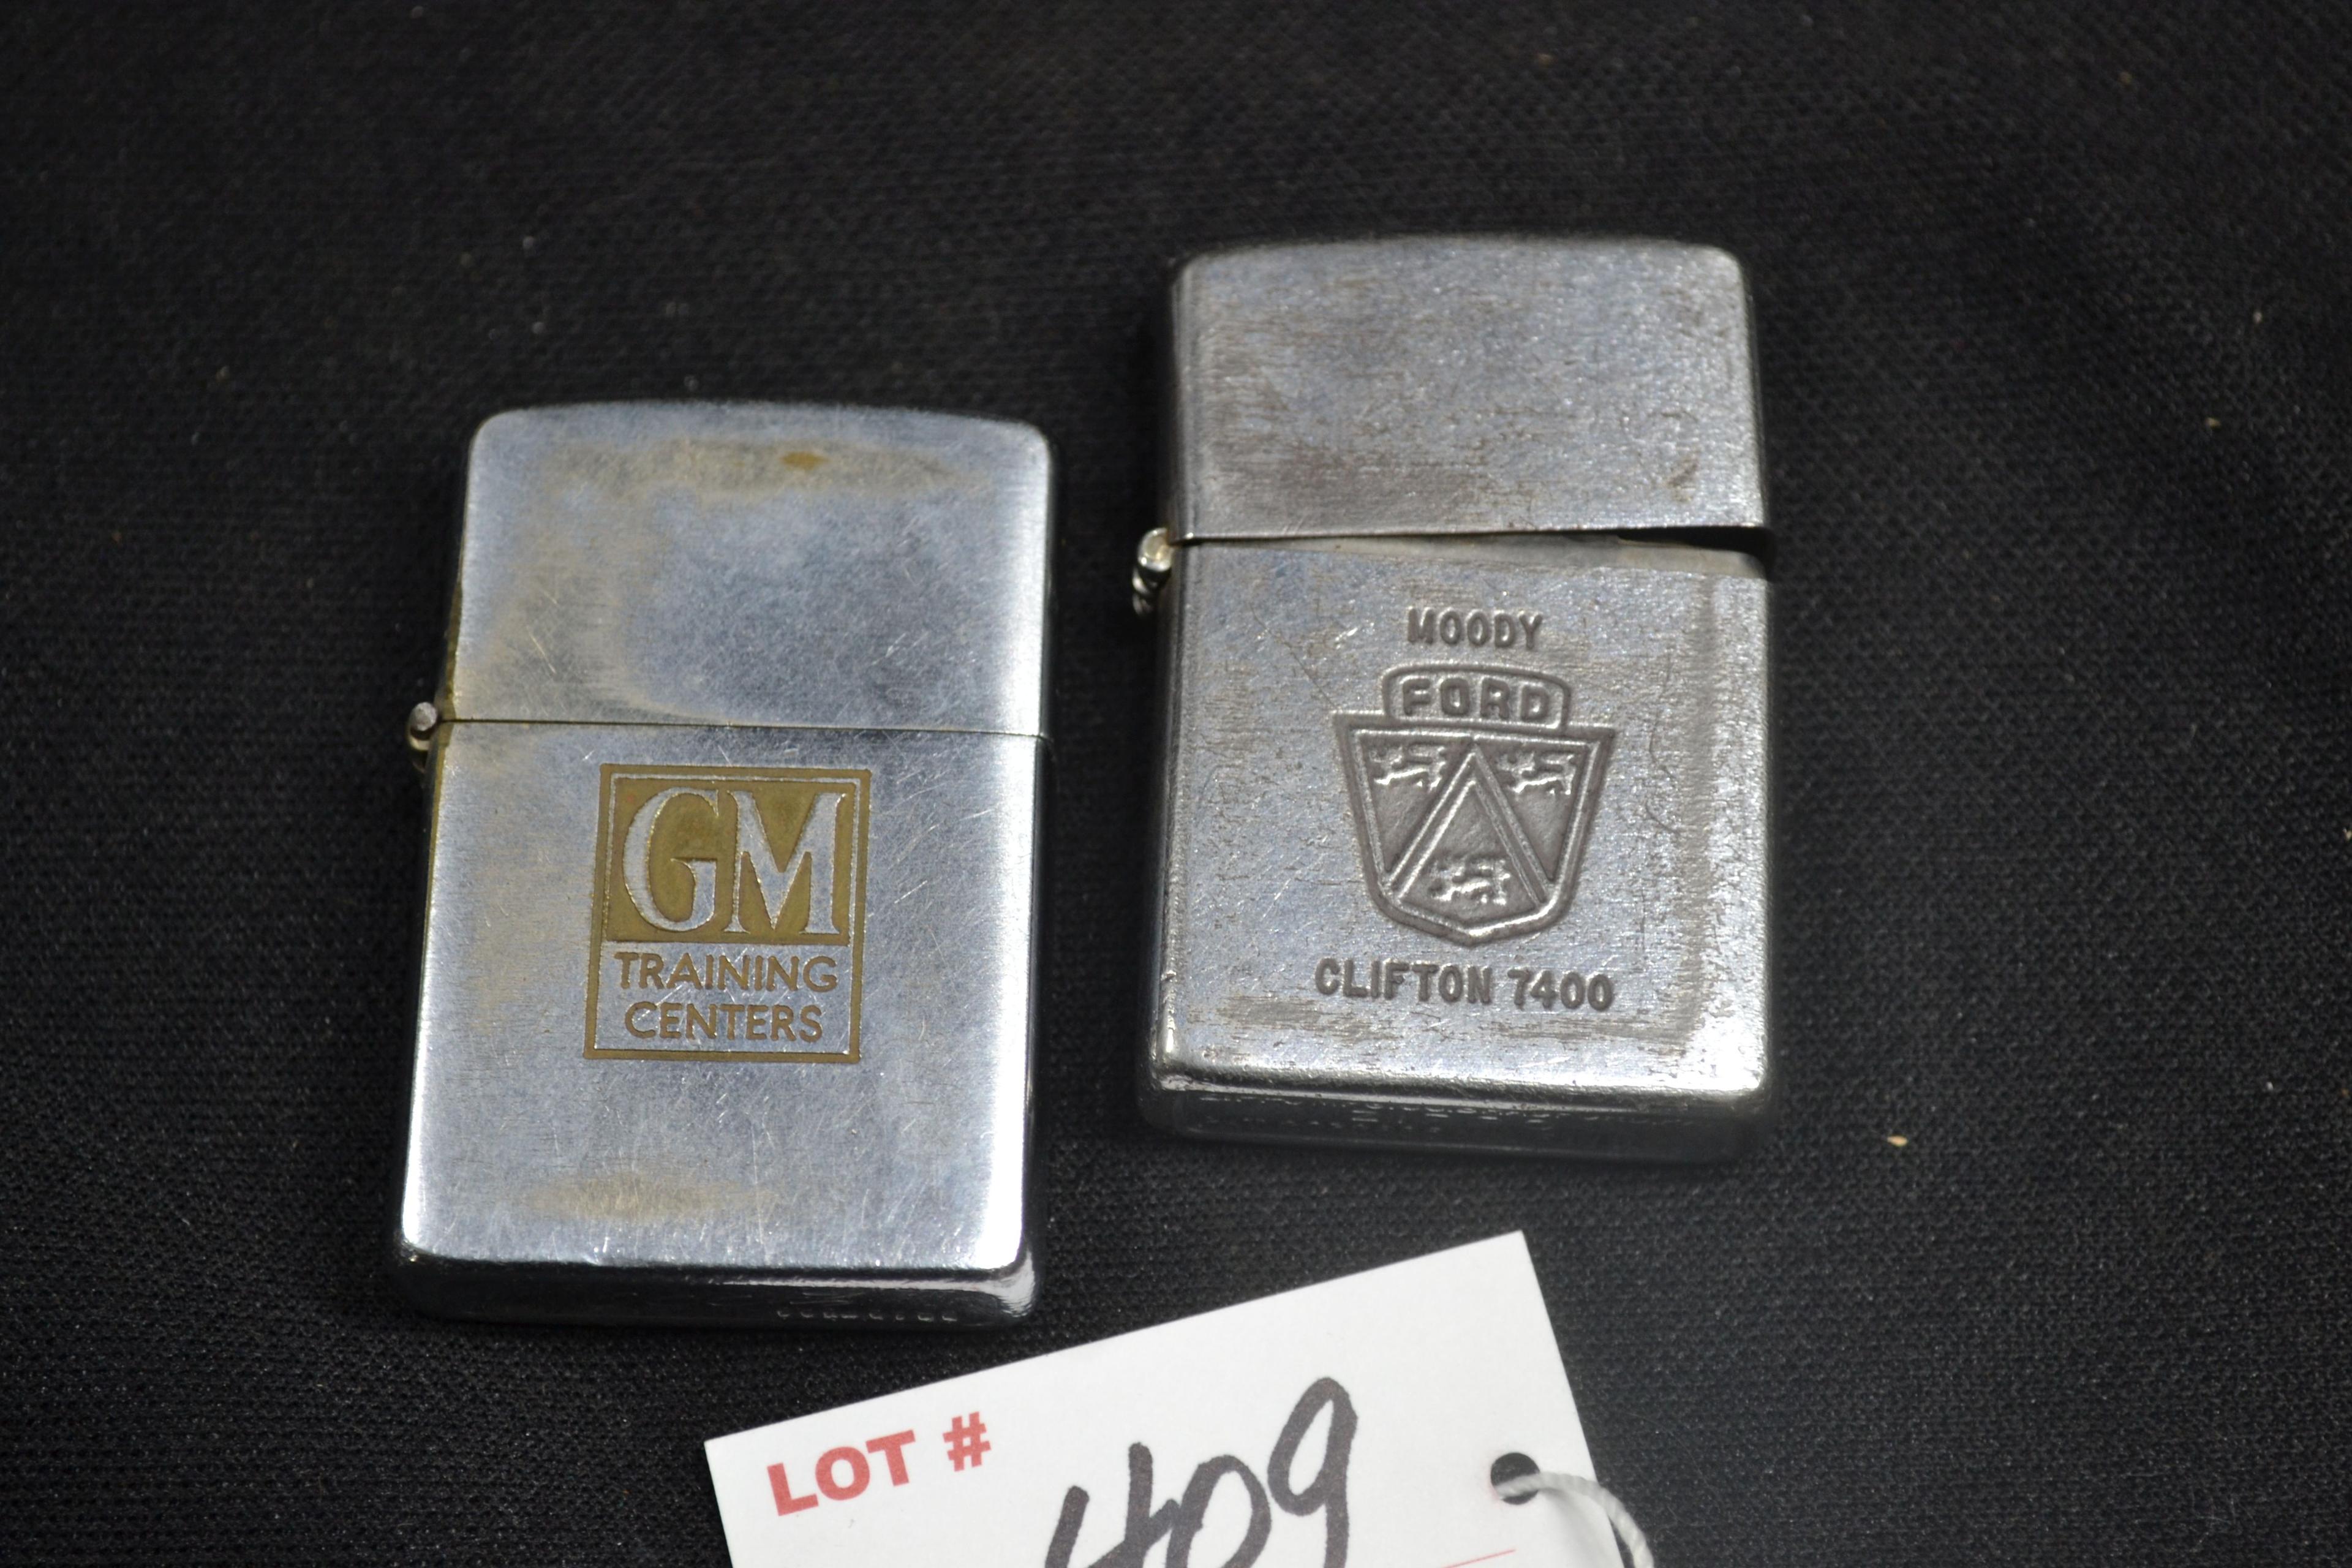 GM
TRAINING
CENTERS
MOODY
FORD
CLIFTON 7400
LOT #
409